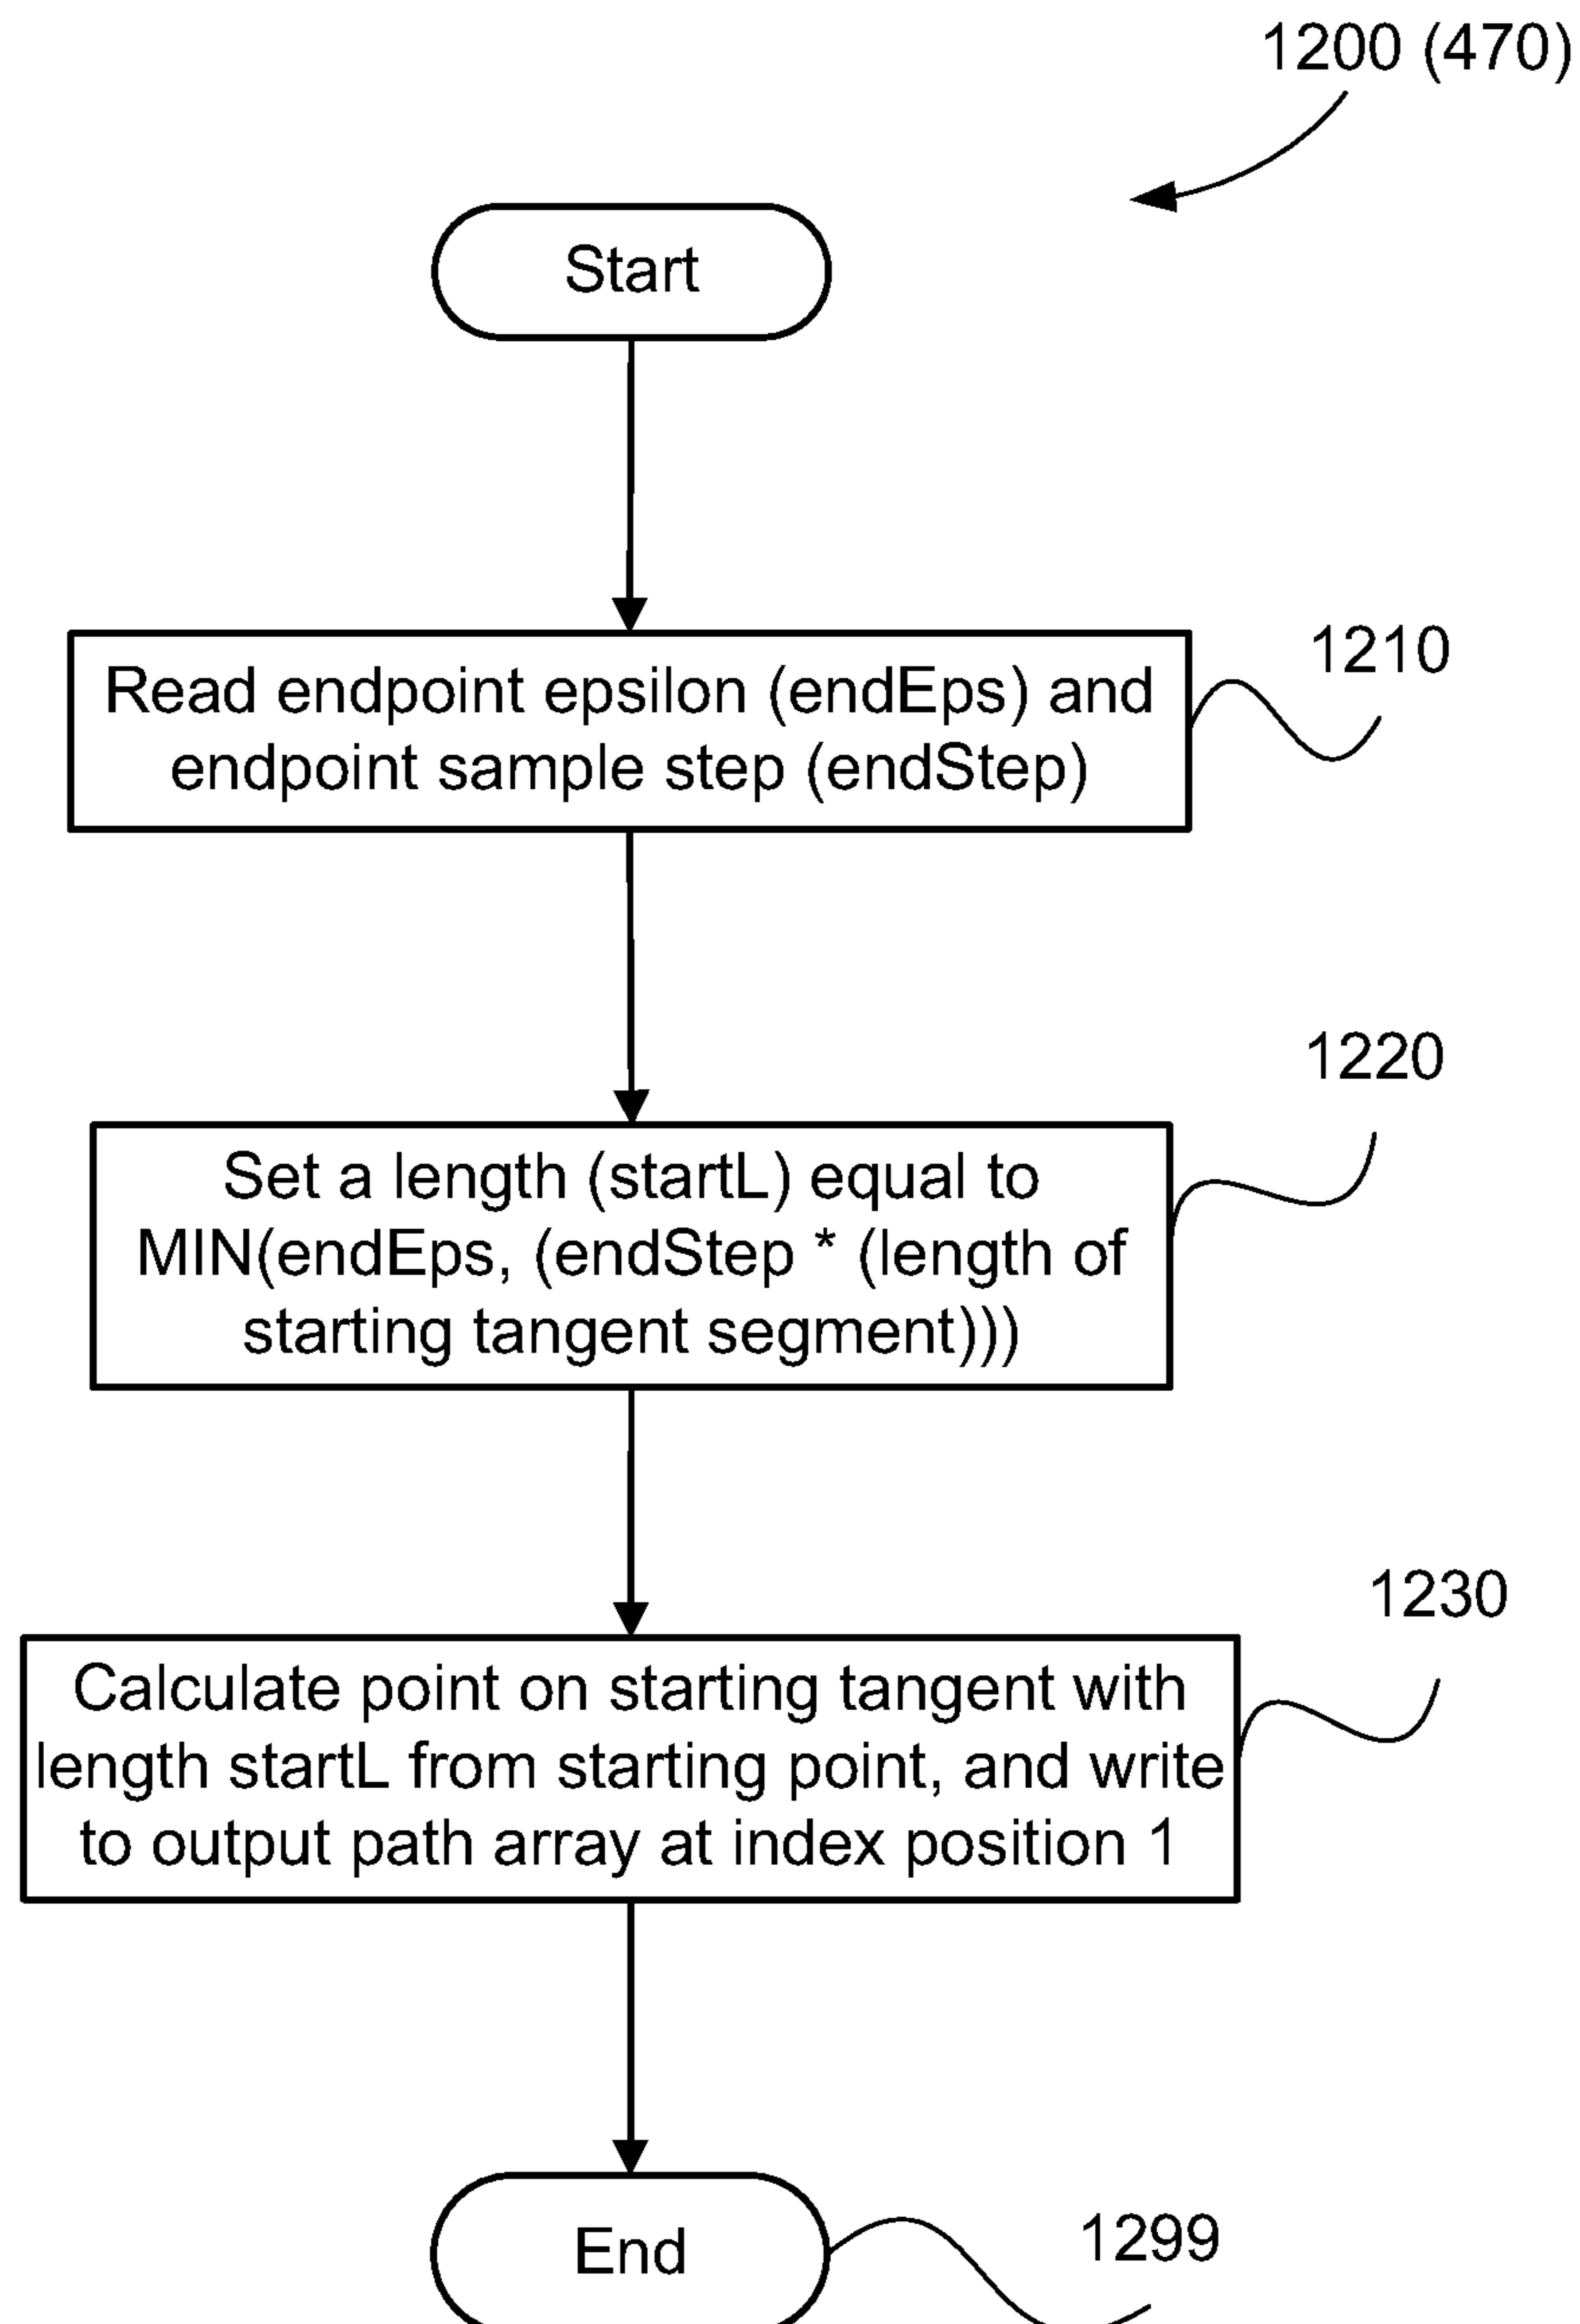 1200 (470)
Start
Read endpoint epsilon (endEps) and
endpoint sample step (endStep)
1210
Set a length (startL) equal to
MIN(endEps, (endStep * (length of
starting tangent segment)))
1220
Calculate point on starting tangent with
length startL from starting point, and write
to output path array at index position 1
1230
End
1299